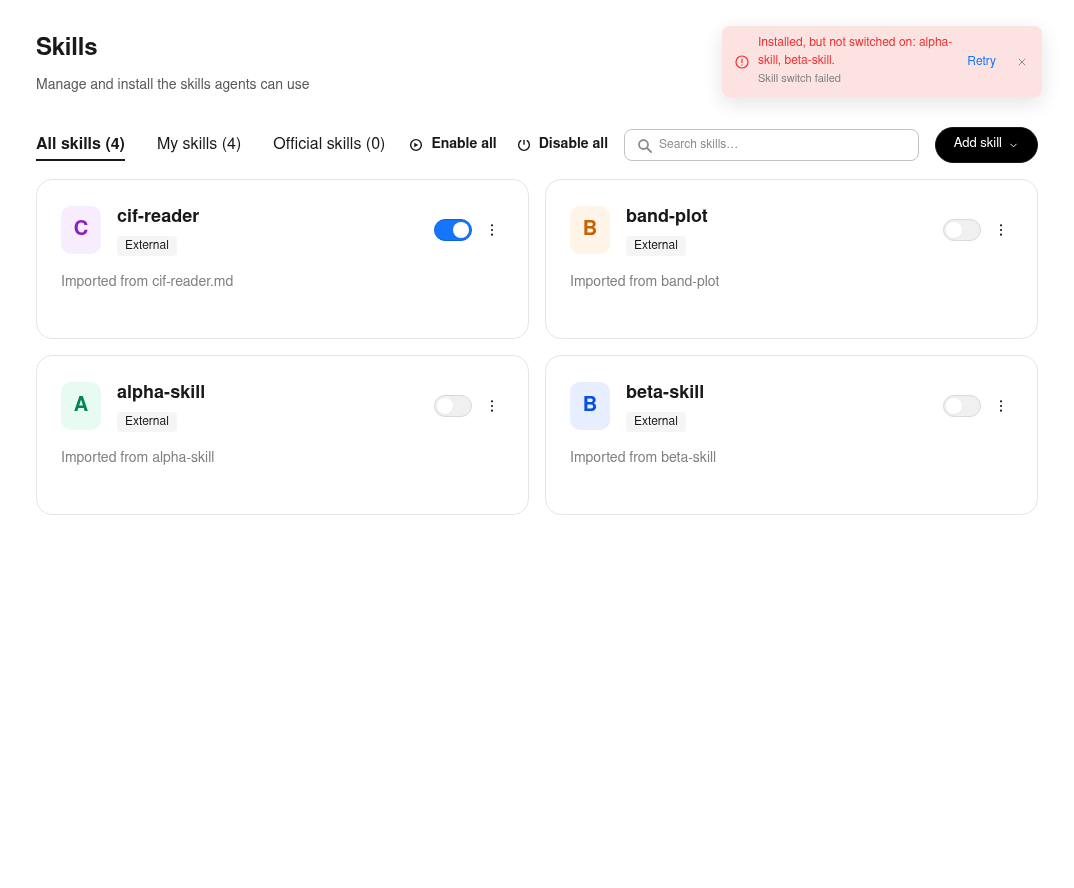 Skills
Manage and install the skills agents can use
Installed, but not switched on: alpha-
skill, beta-skill.
Skill switch failed
Retry
All skills (4)
My skills (4)
Official skills (0)
Enable all
Disable all
Search skills...
Add skill
C
cif-reader
External
Imported from cif-reader.md
B
band-plot
External
Imported from band-plot
A
alpha-skill
External
Imported from alpha-skill
B
beta-skill
External
Imported from beta-skill